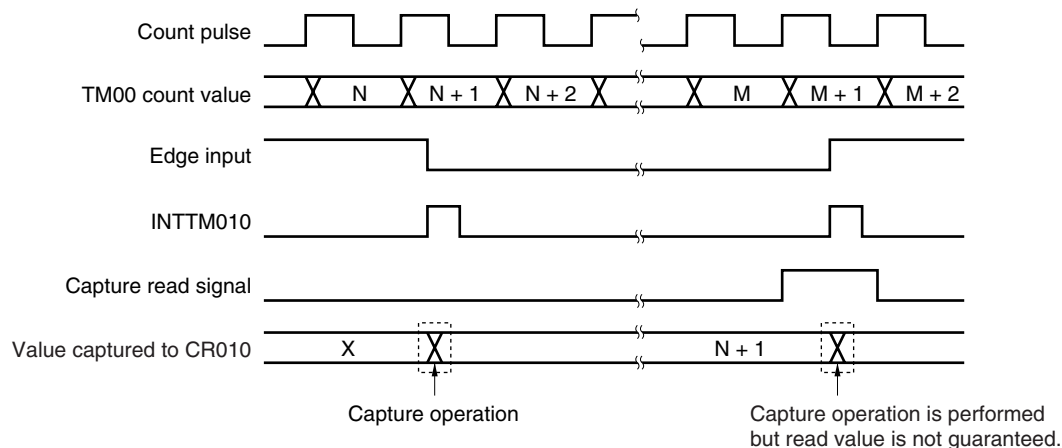 Count pulse
TM00 count value N N + 1 N + 2 M M + 1 M + 2
Edge input
INTTM010
Capture read signal
Value captured to CR010 X N + 1
Capture operation
Capture operation is performed
but read value is not guaranteed.